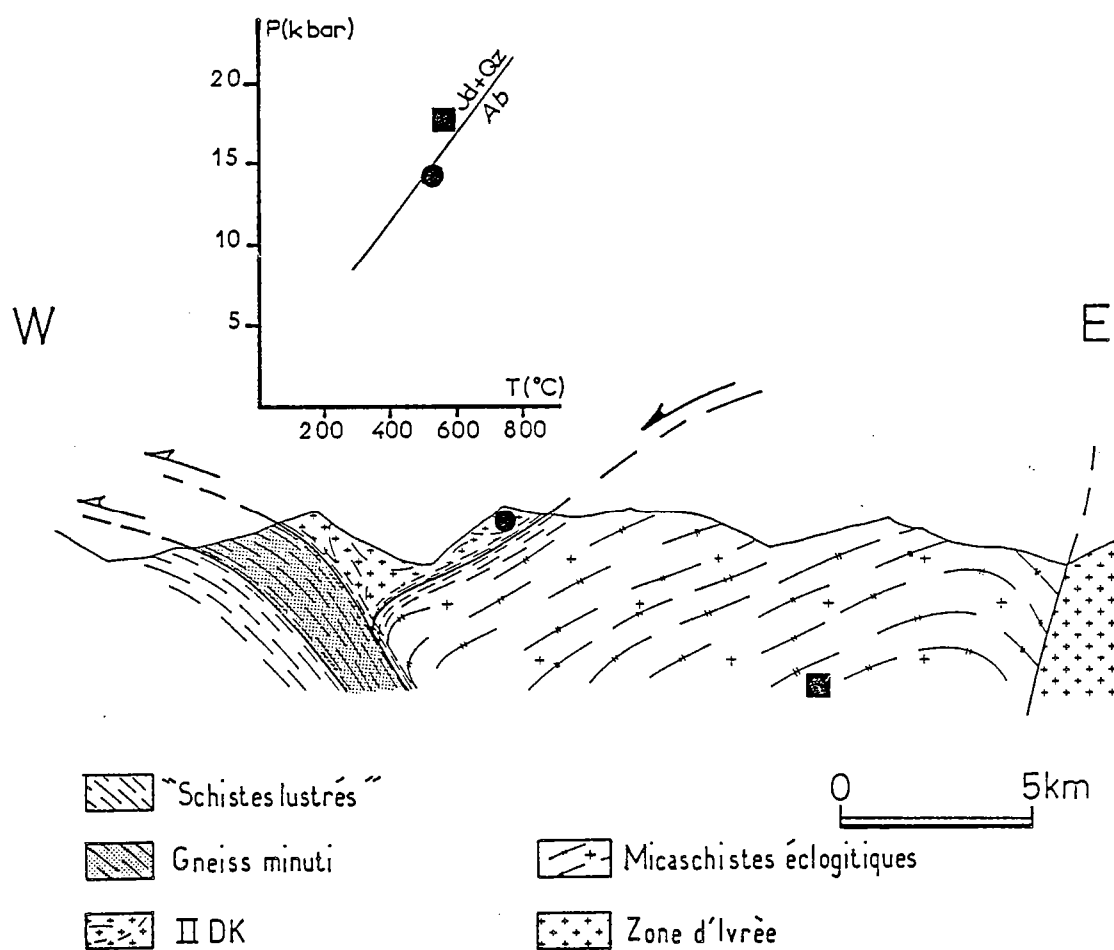 P(kbar)
20
15
10
5
Jd+Qz
Ab
T(°C)
200 400 600 800
W
E
"Schistes lustrés"
Gneiss minuti
II DK
0 5km
Micaschistes éclogitiques
Zone d'Ivrèe